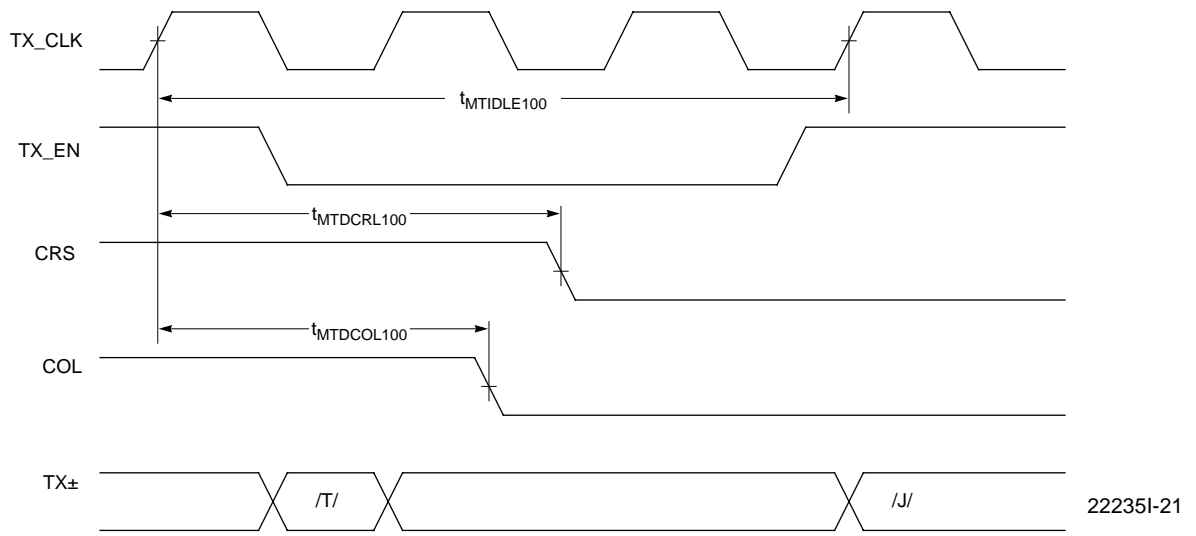 TX_CLK
tMTIDLE100
TX_EN
tMTDCRL100
CRS
tMTDCOL100
COL
TX±
/T/
/J/
22235I-21